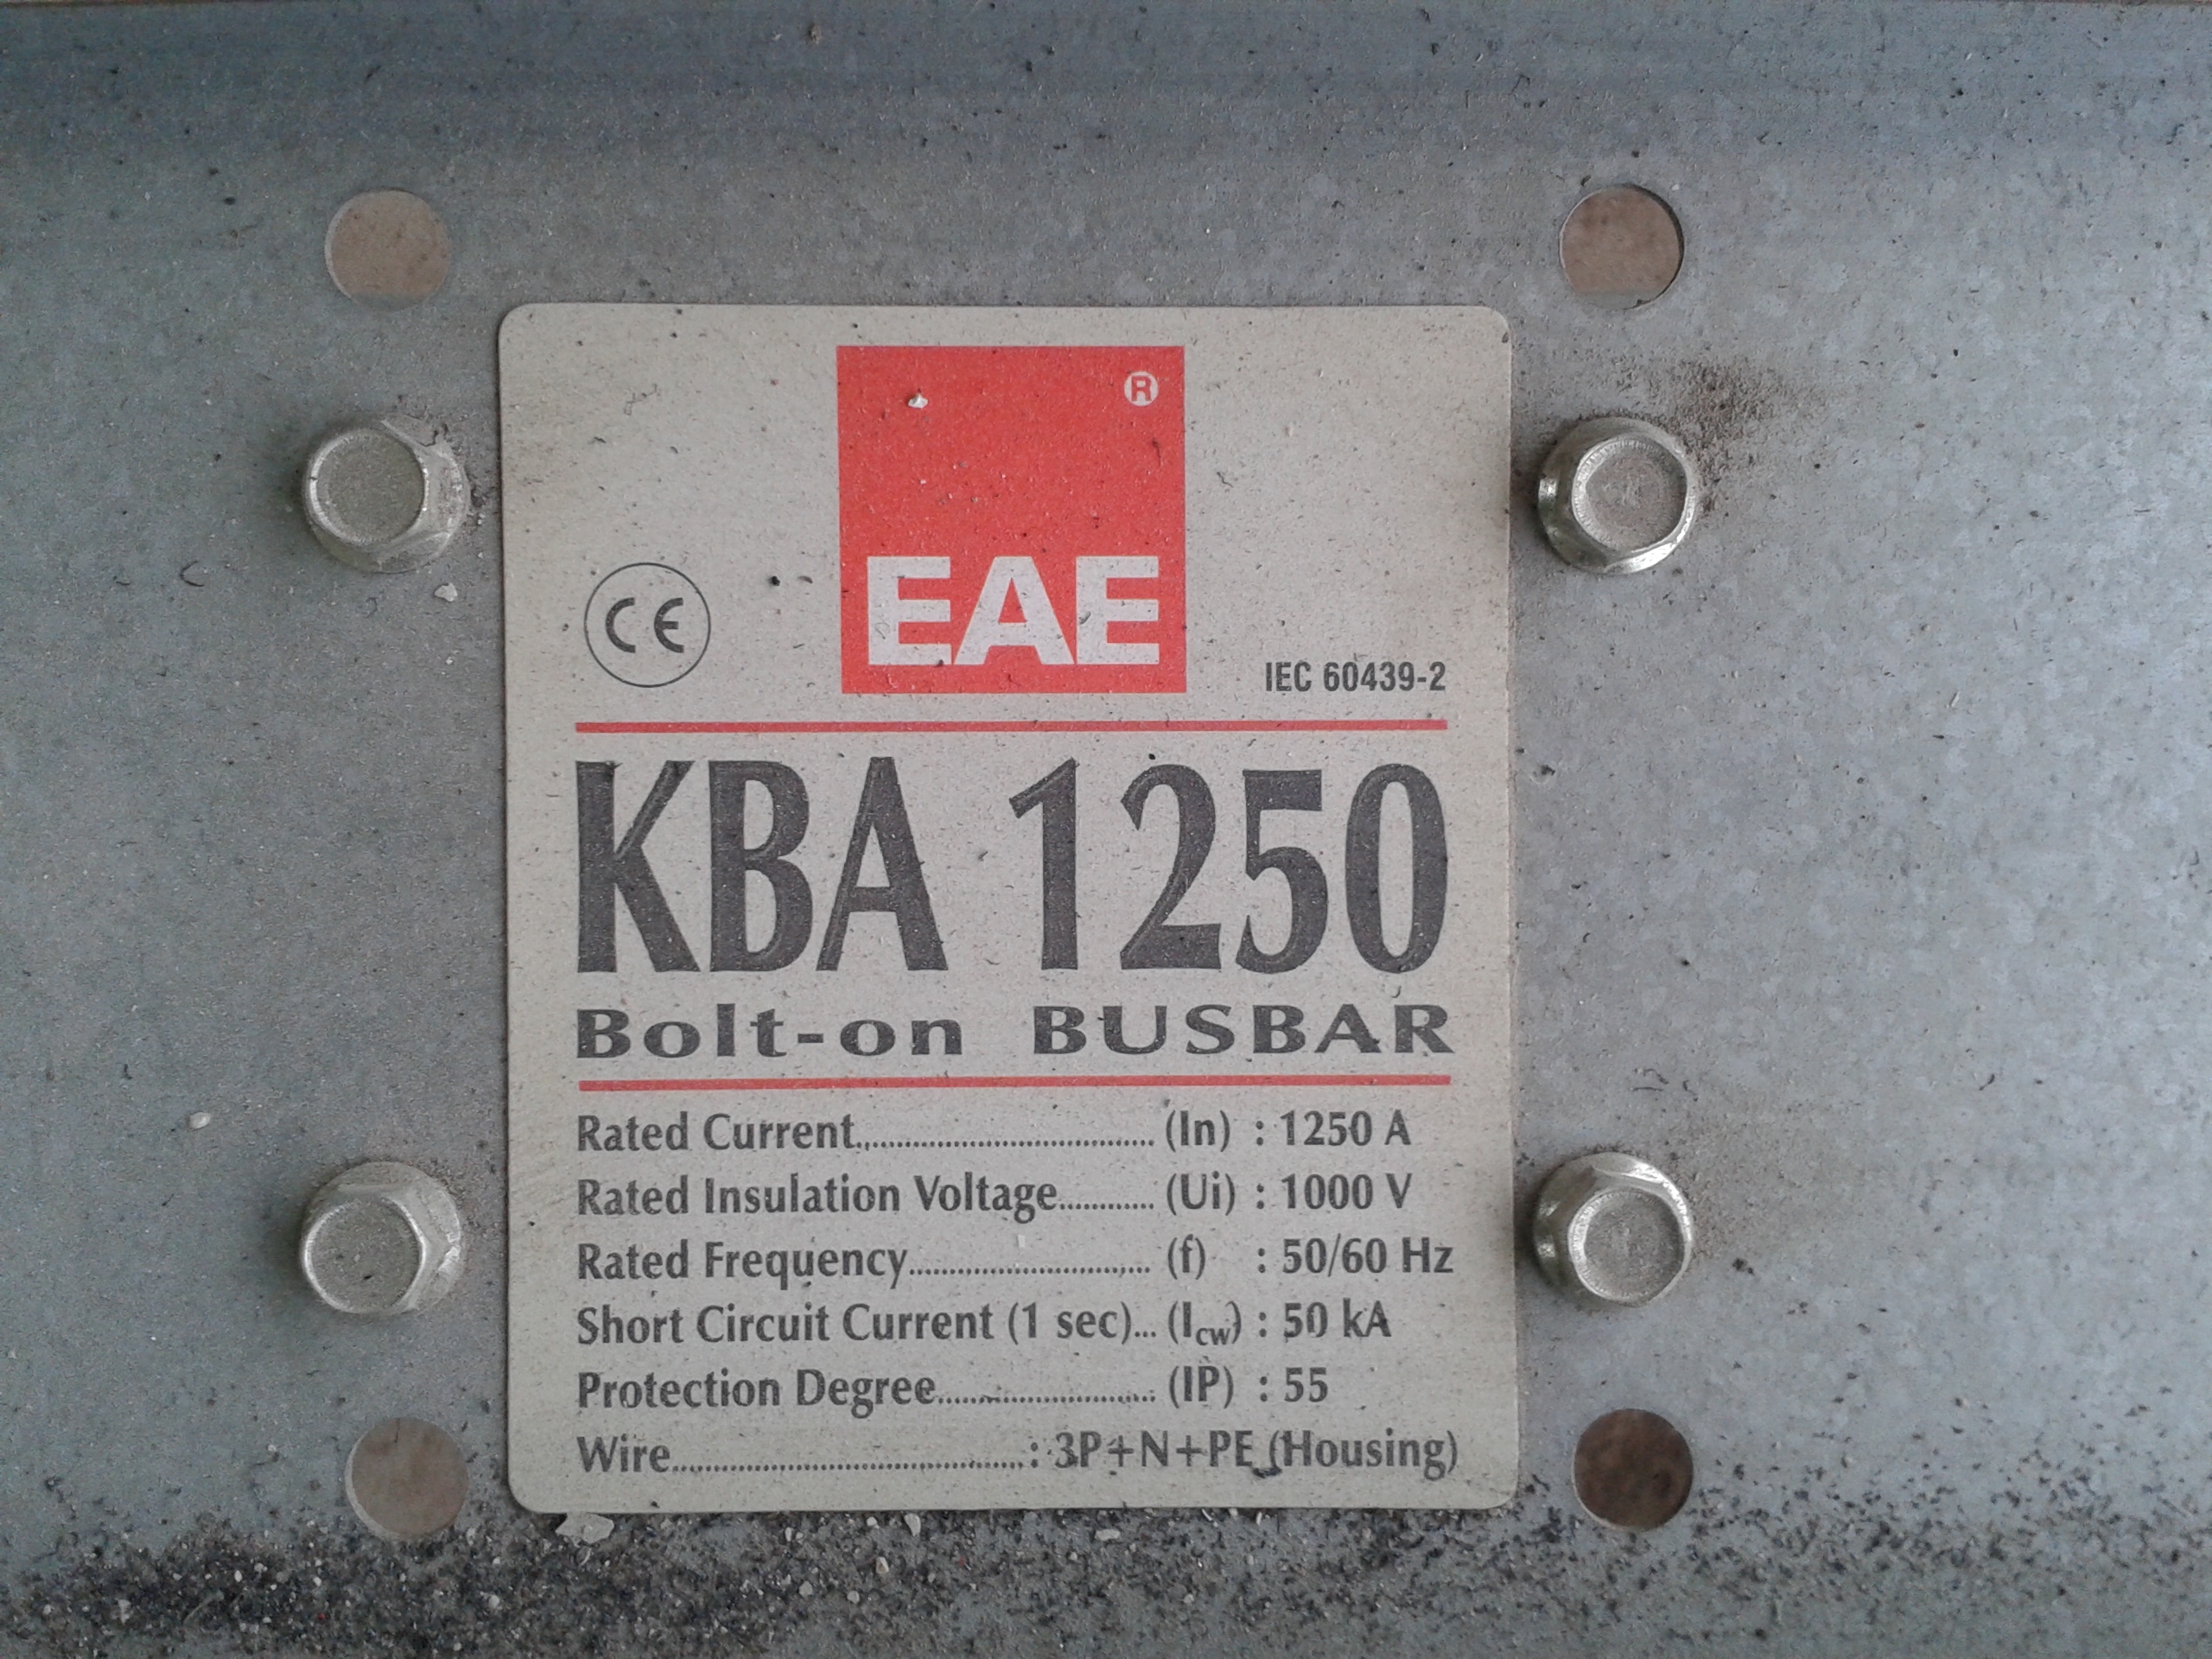 ®
EAE
CE
IEC 60439-2
KBA 1250
Bolt-on BUSBAR
Rated Current.................................... (In) : 1250 A
Rated Insulation Voltage............ (Ui) : 1000 V
Rated Frequency.............................. (f) : 50/60 Hz
Short Circuit Current (1 sec)... (Icw) : 50 kA
Protection Degree........................... (IP) : 55
Wire...........................................: 3P+N+PE (Housing)